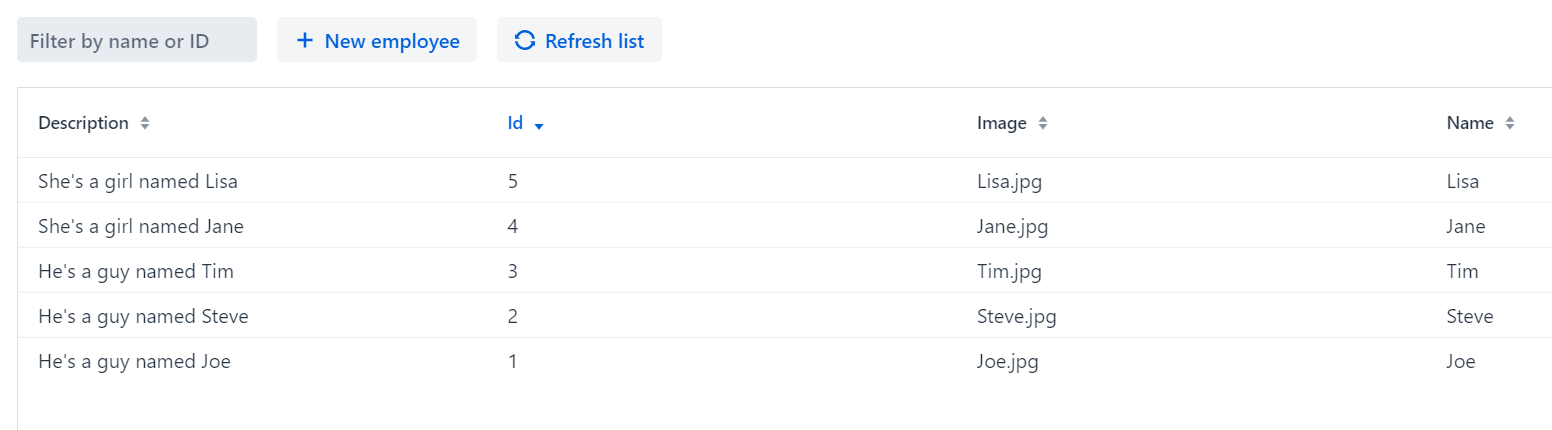 Filter by name or ID New employee Refresh list
Description Id Image Name
She's a girl named Lisa 5 Lisa.jpg Lisa
She's a girl named Jane 4 Jane.jpg Jane
He's a guy named Tim 3 Tim.jpg Tim
He's a guy named Steve 2 Steve.jpg Steve
He's a guy named Joe 1 Joe.jpg Joe